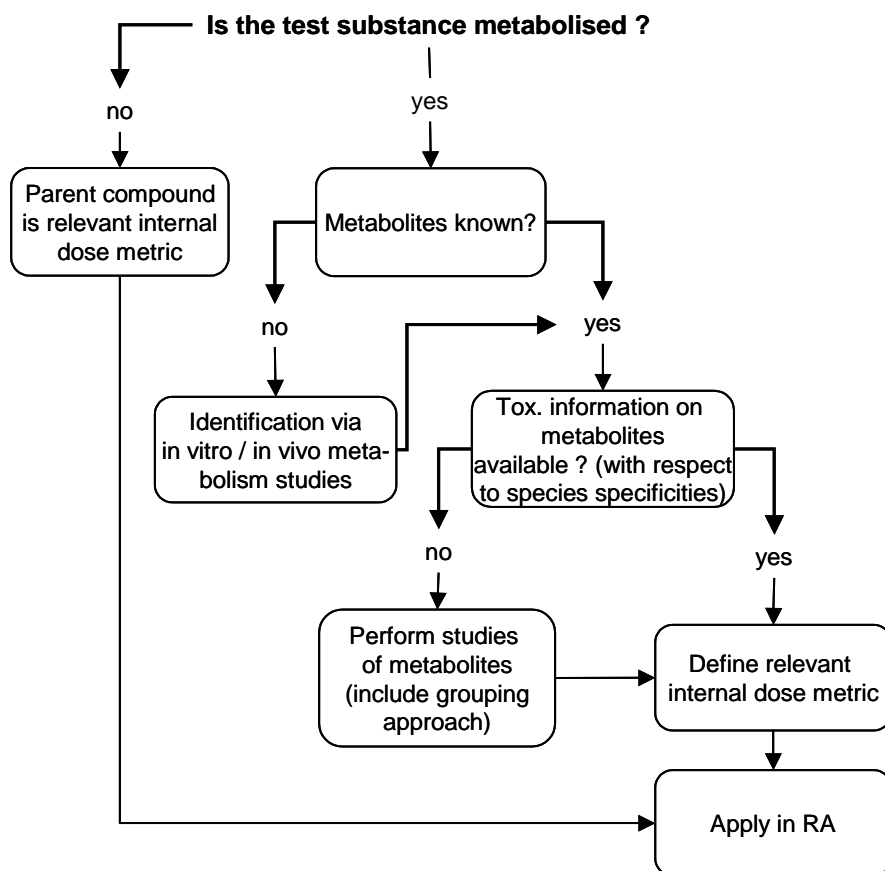 Is the test substance metabolised ?
no
yes
Parent compound
is relevant internal
dose metric
Metabolites known?
no
yes
Identification via
in vitro / in vivo meta-
bolism studies
Tox. information on
metabolites
available ? (with respect
to species specificities)
no
yes
Perform studies
of metabolites
(include grouping
approach)
Define relevant
internal dose metric
Apply in RA